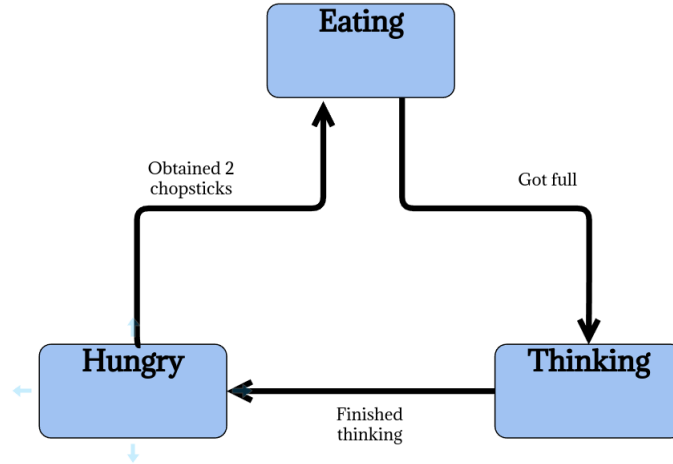 Eating
Obtained 2
chopsticks
Got full
Hungry
Thinking
Finished
thinking